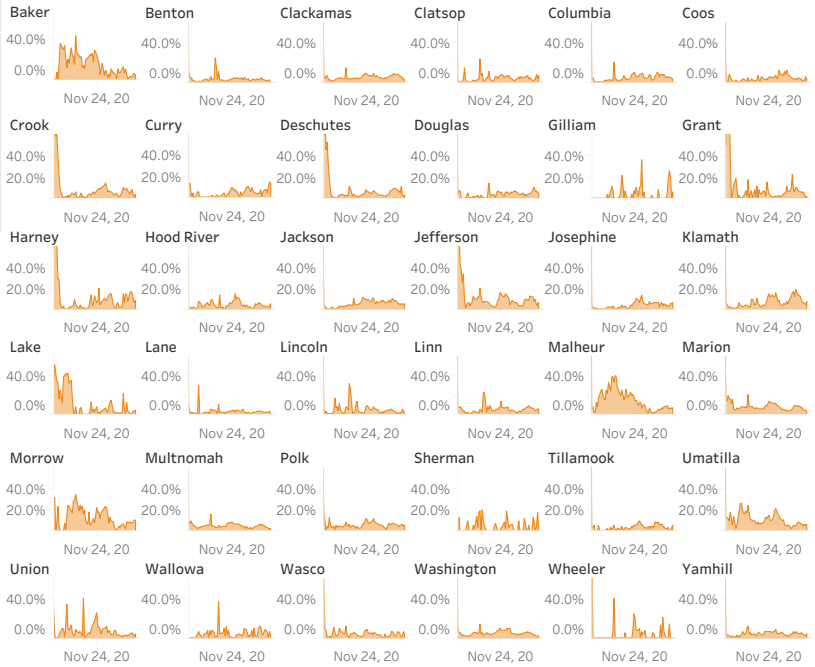 Baker Benton Clackamas Clatsop Columbia Coos
40.0% 40.0% 40.0% 40.0% 40.0% 40.0%
0.0% 0.0% 0.0% 0.0% 0.0% 0.0%
Nov 24, 20 Nov 24, 20 Nov 24, 20 Nov 24, 20 Nov 24, 20 Nov 24, 20
Crook Curry Deschutes Douglas Gilliam Grant
40.0% 40.0% 40.0% 40.0% 40.0% 40.0%
20.0% 20.0% 20.0% 20.0% 20.0% 20.0%
Nov 24, 20 Nov 24, 20 Nov 24, 20 Nov 24, 20 Nov 24, 20 Nov 24, 20
Harney Hood River Jackson Jefferson Josephine Klamath
40.0% 40.0% 40.0% 40.0% 40.0% 40.0%
20.0% 20.0% 20.0% 20.0% 20.0% 20.0%
Nov 24, 20 Nov 24, 20 Nov 24, 20 Nov 24, 20 Nov 24, 20 Nov 24, 20
Lake Lane Lincoln Linn Malheur Marion
40.0% 40.0% 40.0% 40.0% 40.0% 40.0%
0.0% 0.0% 0.0% 0.0% 0.0% 0.0%
Nov 24, 20 Nov 24, 20 Nov 24, 20 Nov 24, 20 Nov 24, 20 Nov 24, 20
Morrow Multnomah Polk Sherman Tillamook Umatilla
40.0% 40.0% 40.0% 40.0% 40.0% 40.0%
20.0% 20.0% 20.0% 20.0% 20.0% 20.0%
Nov 24, 20 Nov 24, 20 Nov 24, 20 Nov 24, 20 Nov 24, 20 Nov 24, 20
Union Wallowa Wasco Washington Wheeler Yamhill
40.0% 40.0% 40.0% 40.0% 40.0% 40.0%
0.0% 0.0% 0.0% 0.0% 0.0% 0.0%
Nov 24, 20 Nov 24, 20 Nov 24, 20 Nov 24, 20 Nov 24, 20 Nov 24, 20